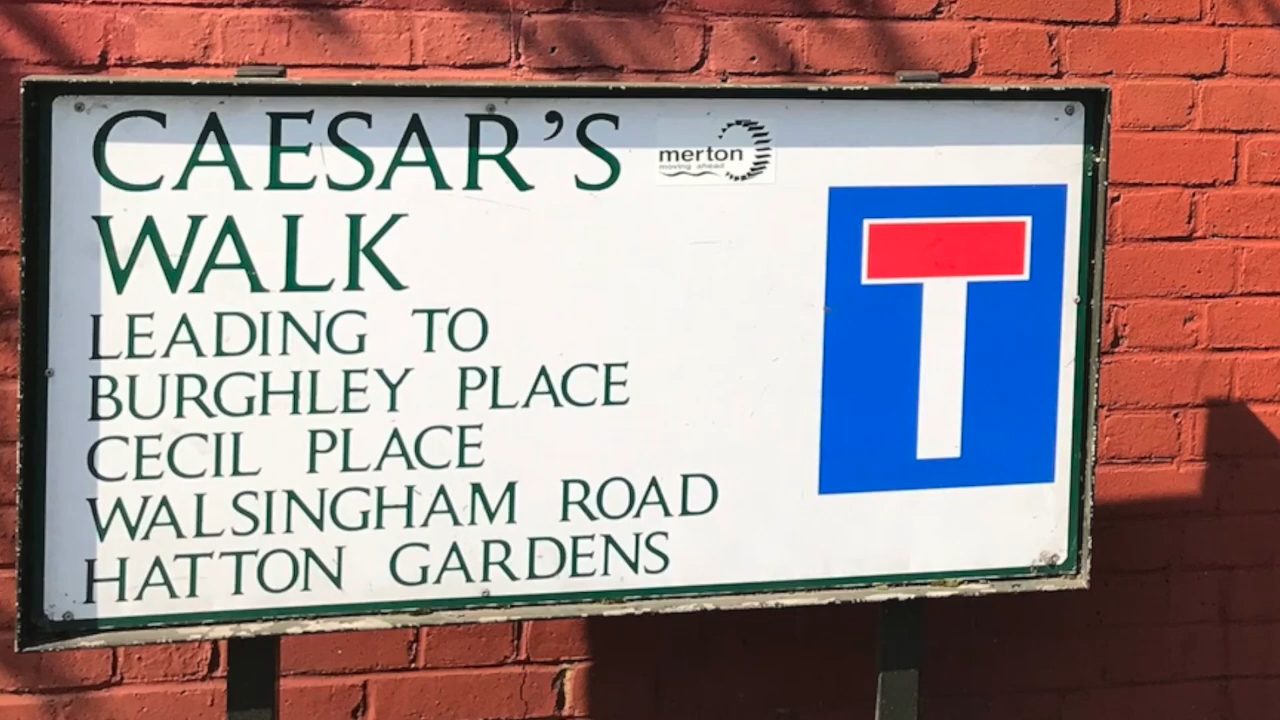 CAESAR'S
merton
moving ahead
WALK
LEADING TO
BURGHLEY PLACE
CECIL PLACE
WALSINGHAM ROAD
HATTON GARDENS